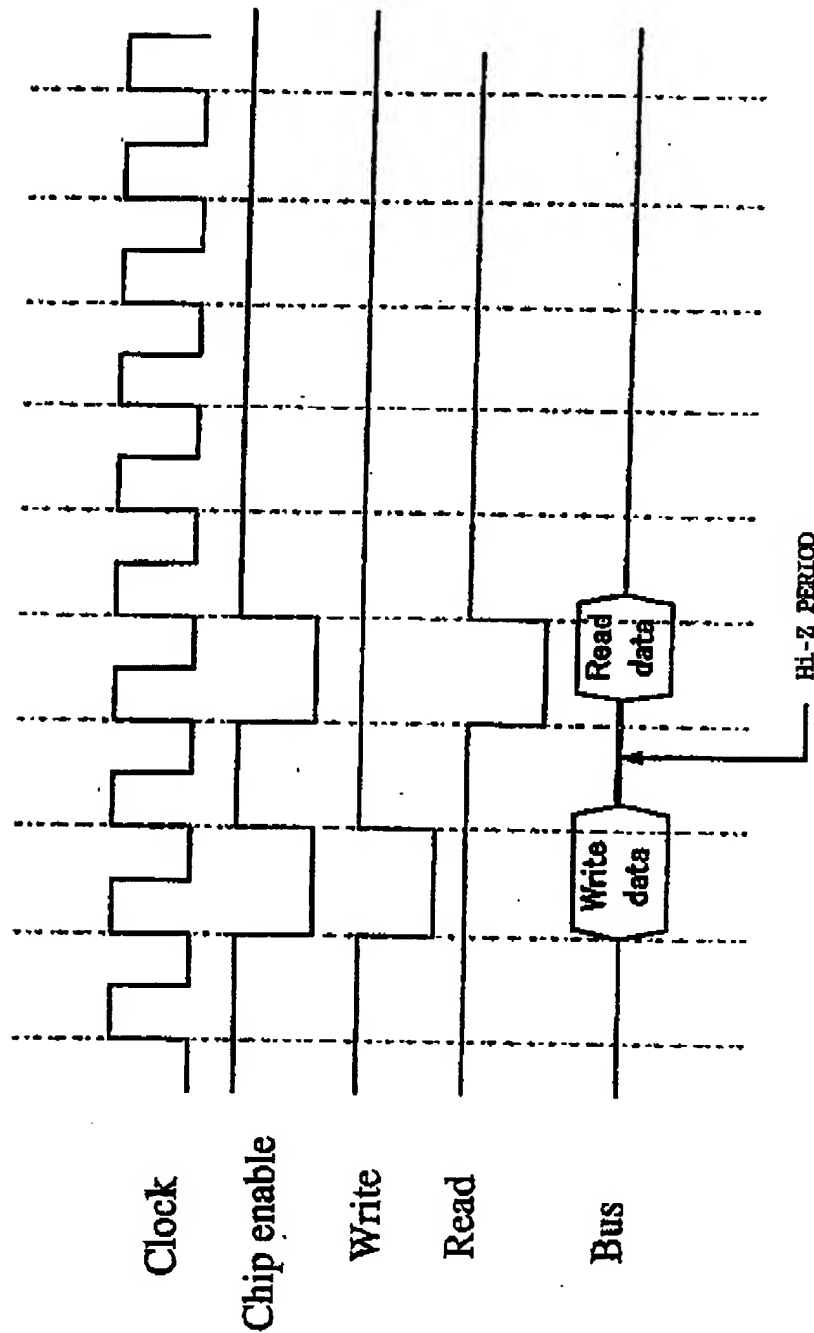 Clock
Chip enable
Write
Read
Bus
Write
data
Read
data
Hi-Z PERIOD